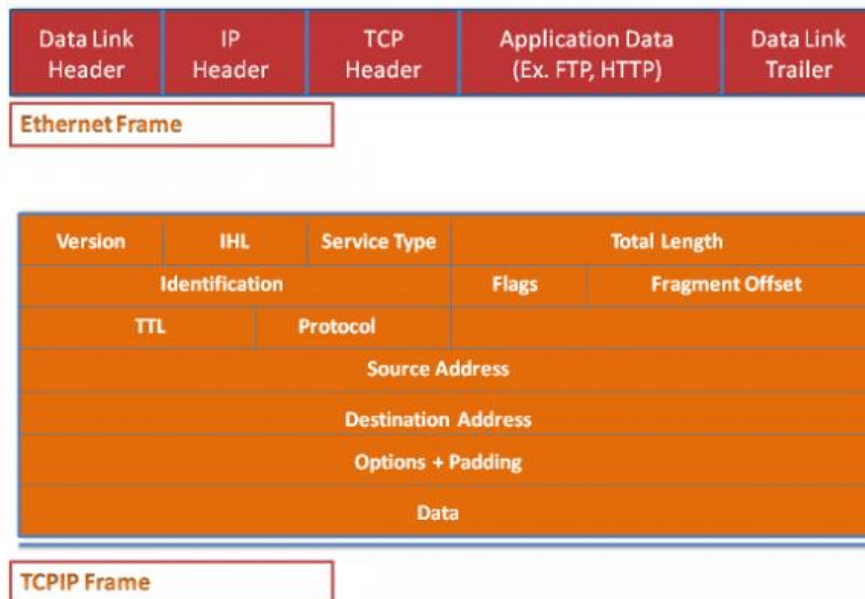 Data Link IP TCP Application Data Data Link
Header Header Header (Ex. FTP, HTTP) Trailer
Ethernet Frame
Version IHL Service Type Total Length
Identification Flags Fragment Offset
TTL Protocol
Source Address
Destination Address
Options + Padding
Data
TCPIP Frame